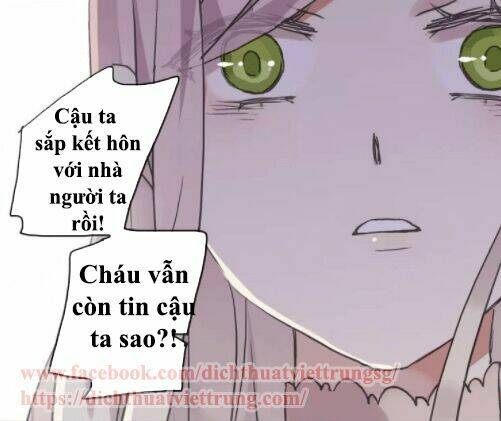 Cậu ta
sắp kết hôn
với nhà
người ta
rồi!
Cháu vẫn
còn tin cậu
ta sao?!
www.facebook.com/dichthuatviettrungsg/
https://dichthuatviettrung.com/